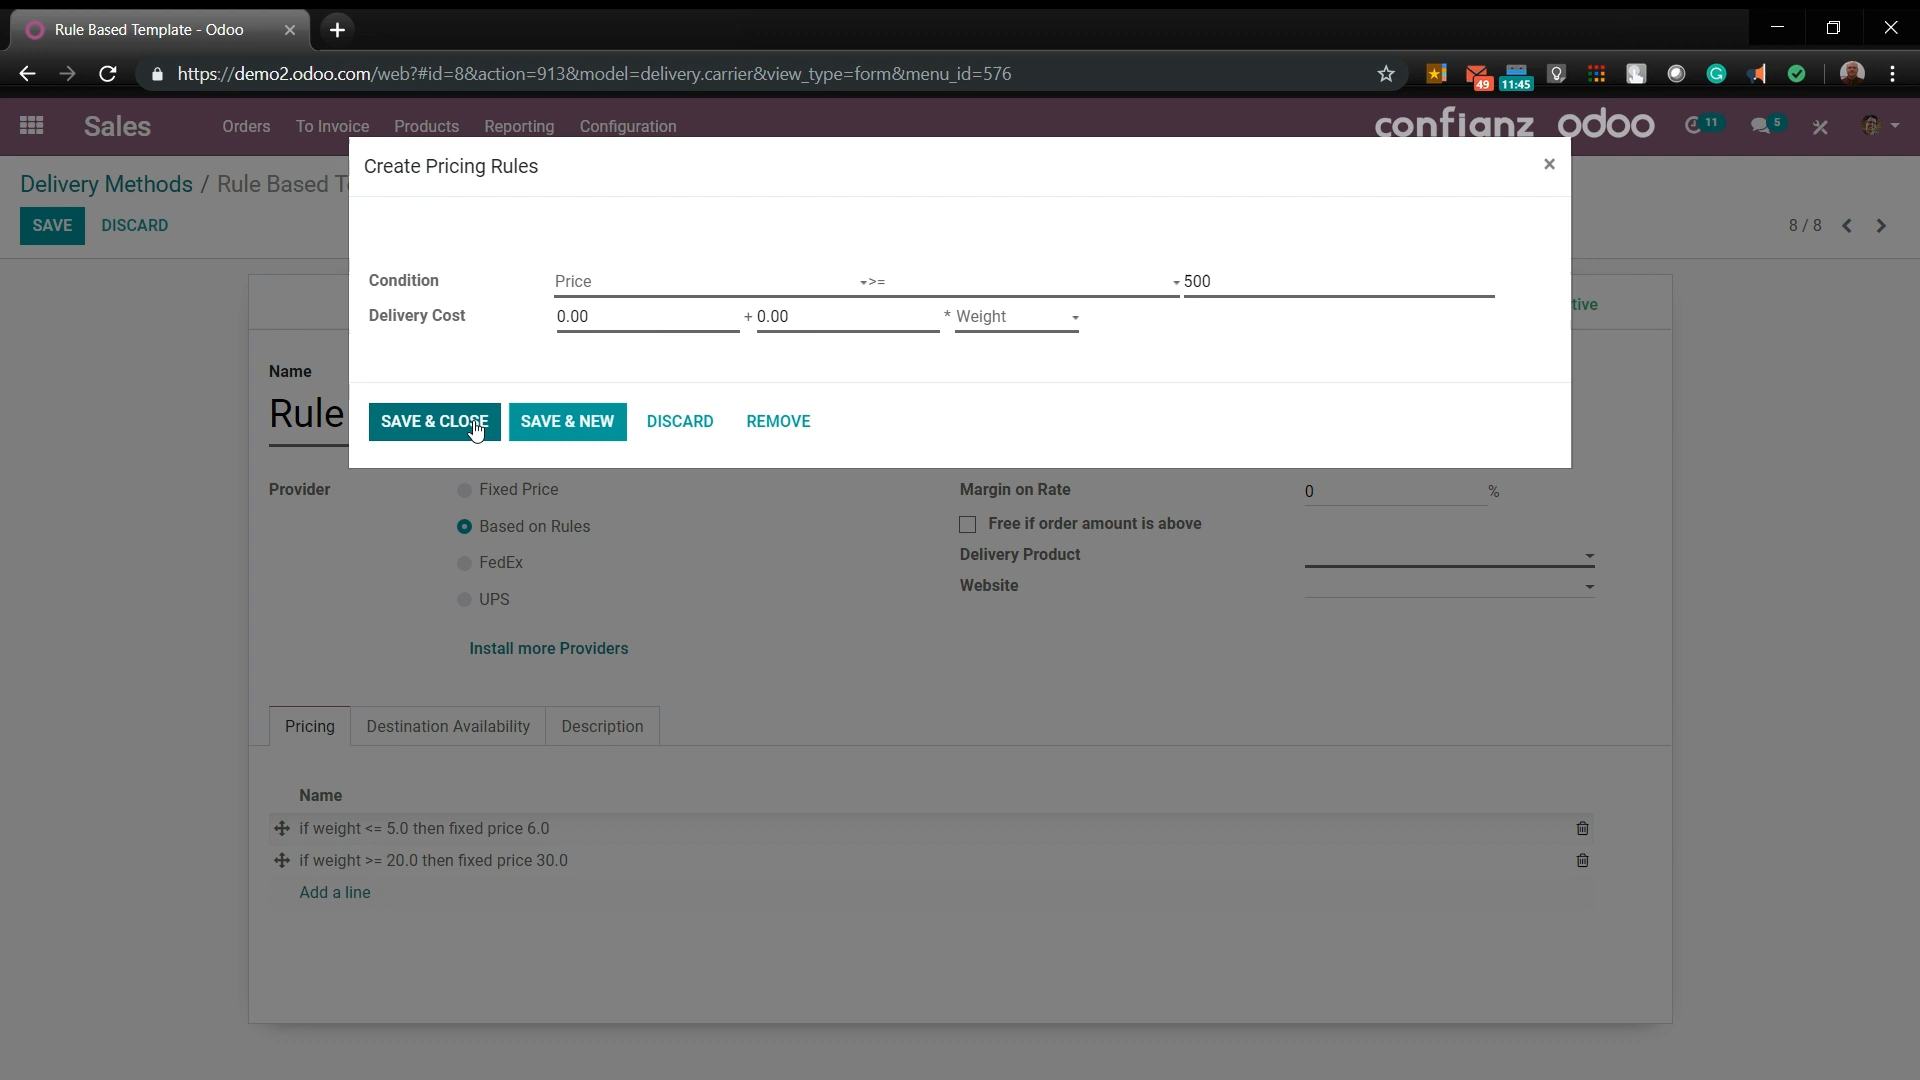 Rule Based Template - Odoo
https://demo2.odoo.com/web?#id=8&action=913&model=delivery.carrier&view_type=form&menu_id=576
49
11:45
Sales
Orders To Invoice Products Reporting Configuration
confianz odoo
11
5
Create Pricing Rules
Delivery Methods / Rule Based T
SAVE DISCARD
8 / 8
Condition Price >= 500
tive
Delivery Cost 0.00 + 0.00 * Weight
Name
Rule
SAVE & CLOSE SAVE & NEW DISCARD REMOVE
Provider
Fixed Price
Based on Rules
FedEx
UPS
Install more Providers
Margin on Rate 0 %
Free if order amount is above
Delivery Product
Website
Pricing Destination Availability Description
Name
if weight <= 5.0 then fixed price 6.0
if weight >= 20.0 then fixed price 30.0
Add a line